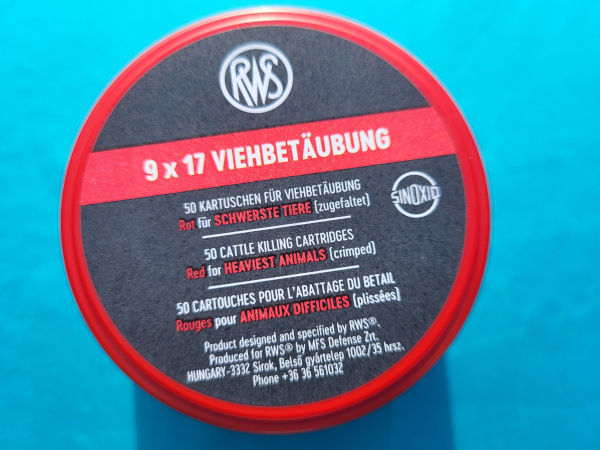 RWS
9 x 17 VIEHBETÄUBUNG
50 KARTUSCHEN FÜR VIEHBETÄUBUNG
Rot für SCHWERSTE TIERE (zugefaltet)
SINOXID
50 CATTLE KILLING CARTRIDGES
Red for HEAVIEST ANIMALS (crimped)
50 CARTOUCHES POUR L'ABATTAGE DU BETAIL
Rouges pour ANIMAUX DIFFICILES (plissées)
Product designed and specified by RWS®.
Produced for RWS® by MFS Defense Zrt.
HUNGARY-3332 Sirok, Belső gyártelep 1002/35 hrsz.
Phone +36 36 561032